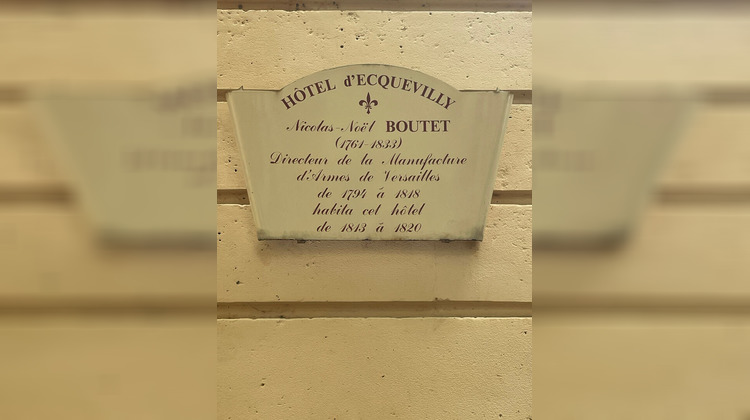 HÔTEL d'ECQUEVILLY
Nicolas-Noël BOUTET
(1761-1833)
Directeur de la Manufacture
d'Armes de Versailles
de 1794 à 1818
habita cet hôtel
de 1813 à 1820